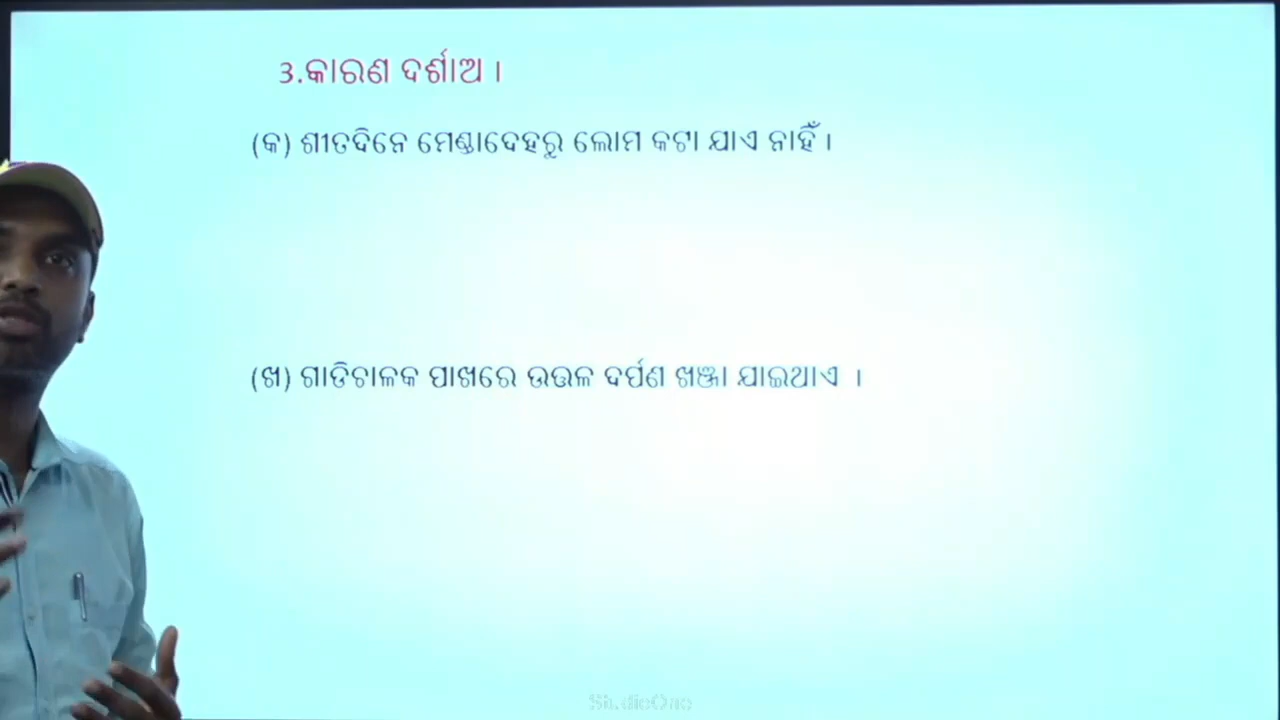 3.କାରଣ ଦର୍ଶାଅ ।
(କ) ଶୀତଦିନେ ମେଣ୍ଢାଦେହରୁ ଲୋମ କଟା ଯାଏ ନାହିଁ ।
(ଖ) ଗାଡିଚାଳକ ପାଖରେ ଉତ୍ତଳ ଦର୍ପଣ ଖଞ୍ଜା ଯାଇଥାଏ ।